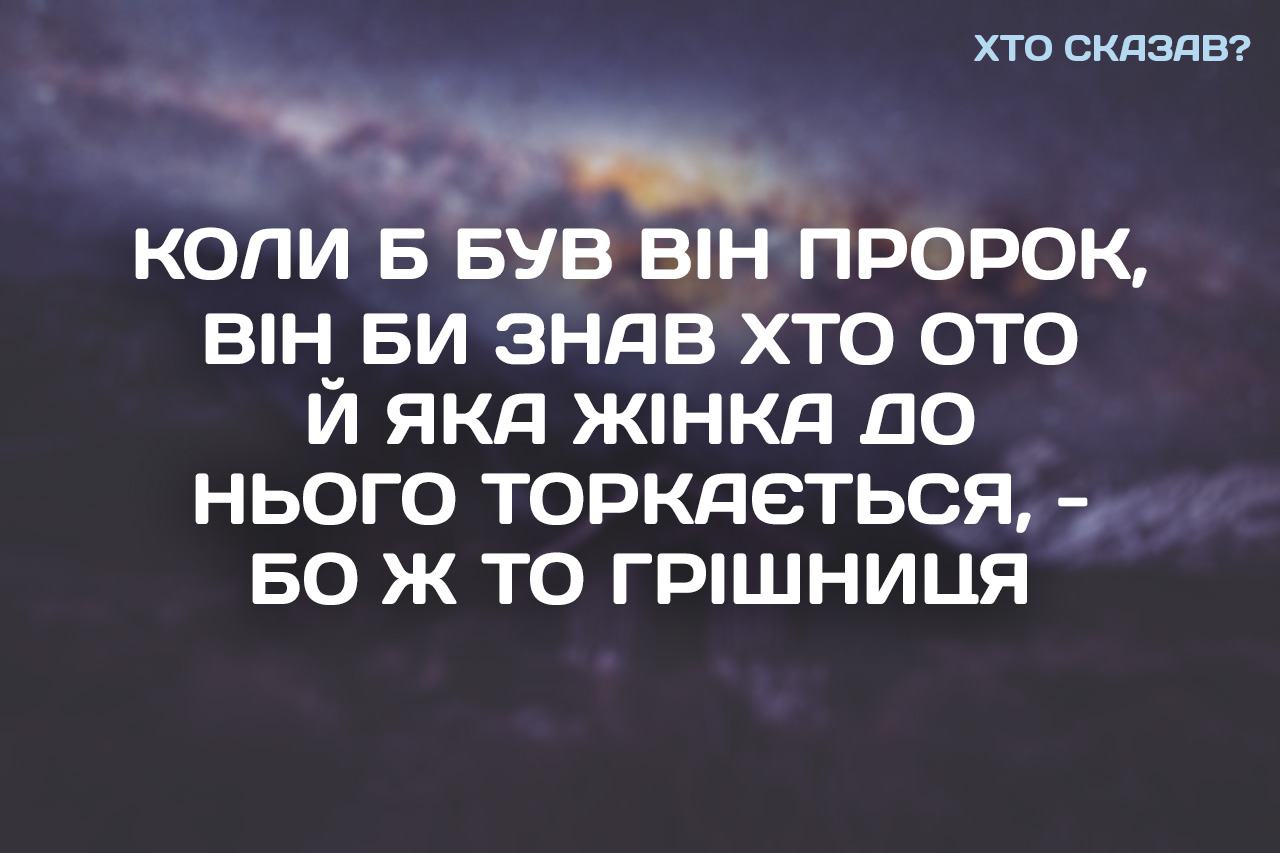 ХТО СКАЗАВ?
КОЛИ Б БУВ ВІН ПРОРОК,
ВІН БИ ЗНАВ ХТО ОТО
Й ЯКА ЖІНКА ДО
НЬОГО ТОРКАЄТЬСЯ, -
БО Ж ТО ГРІШНИЦЯ